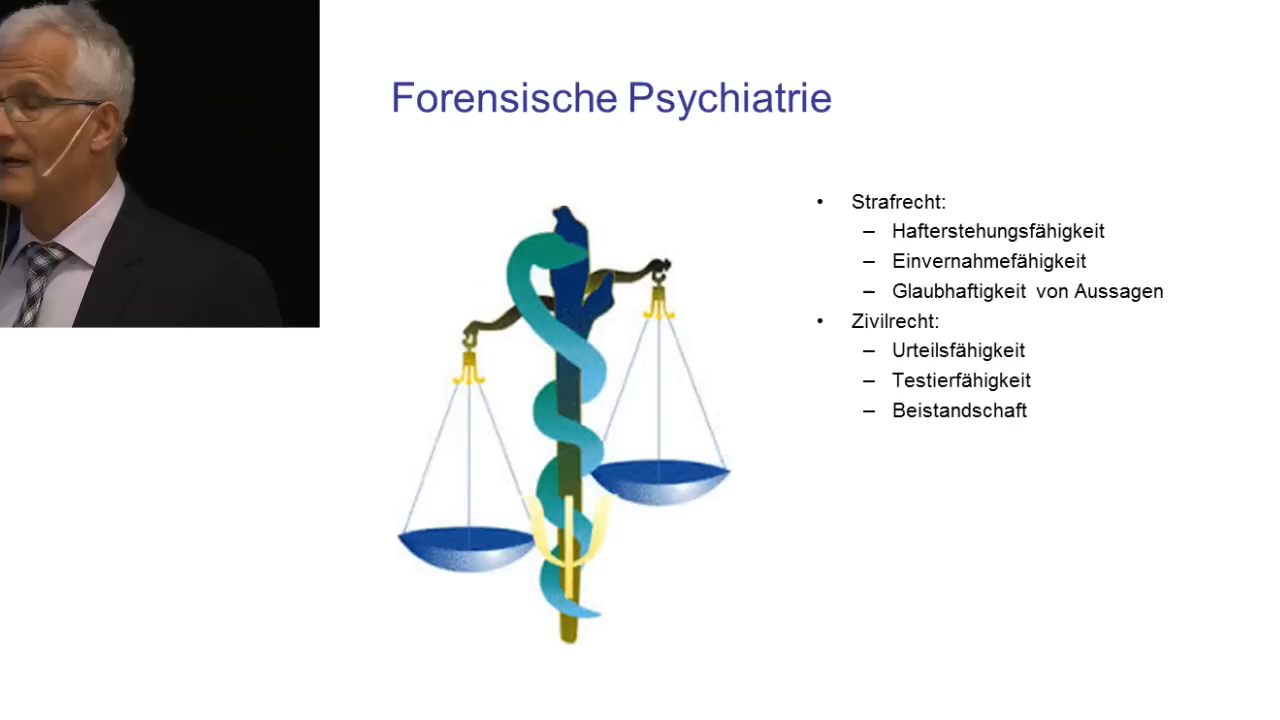 Forensische Psychiatrie
• Strafrecht:
– Hafterstehungsfähigkeit
– Einvernahmefähigkeit
– Glaubhaftigkeit von Aussagen
• Zivilrecht:
– Urteilsfähigkeit
– Testierfähigkeit
– Beistandschaft